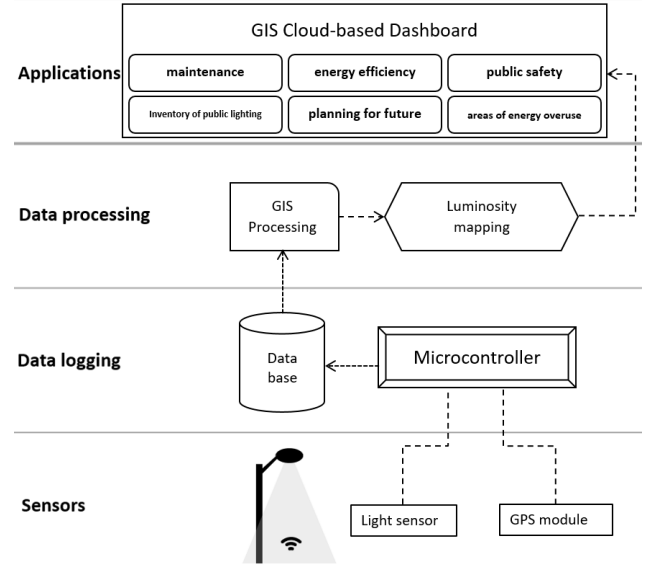 GIS Cloud-based Dashboard
Applications
maintenance
energy efficiency
public safety
Inventory of public lighting
planning for future
areas of energy overuse
Data processing
GIS
Processing
Luminosity
mapping
Data logging
Data
base
Microcontroller
Sensors
Light sensor
GPS module